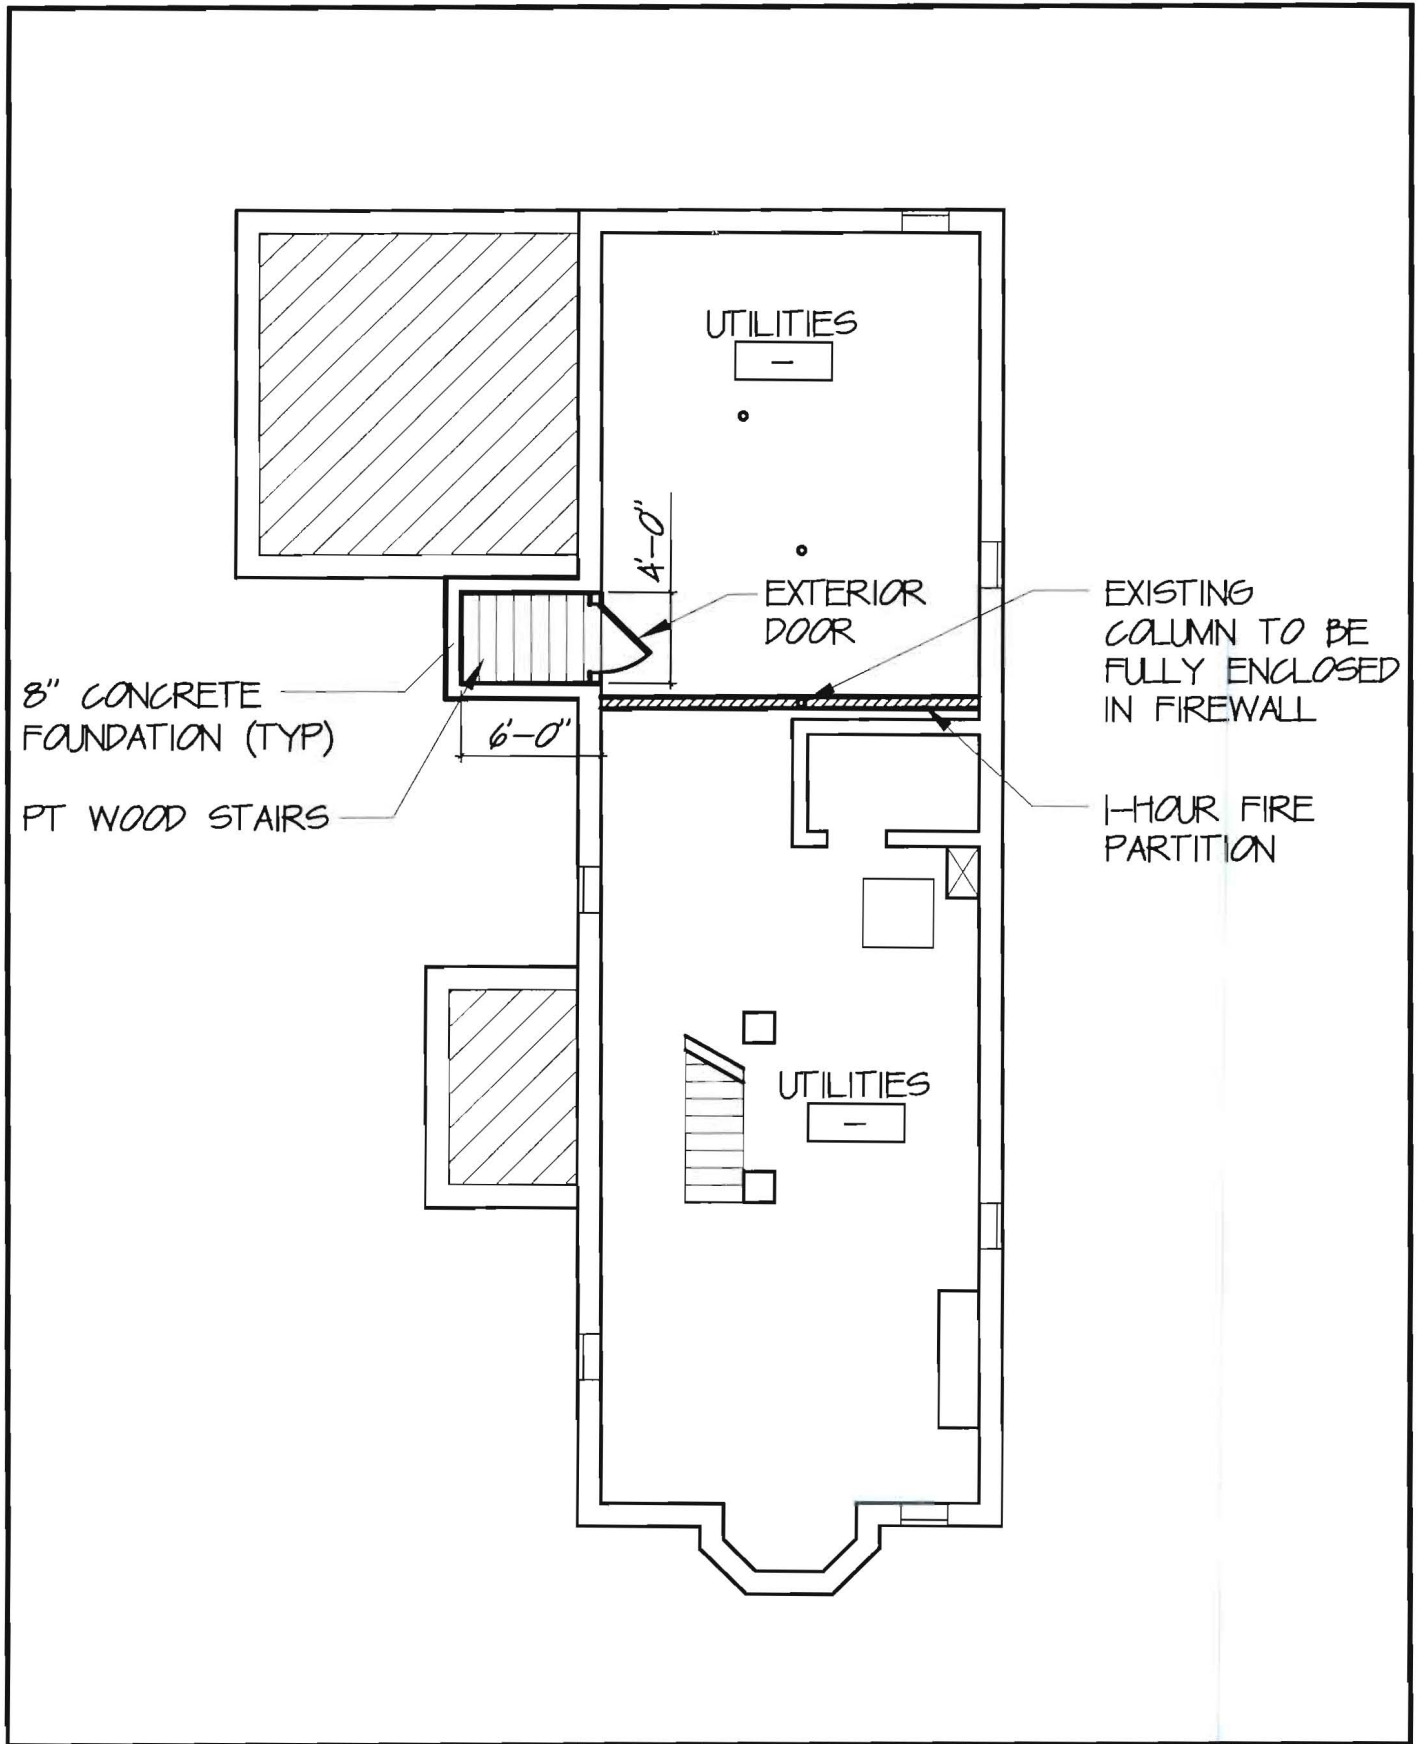 UTILITIES
-
4'-0"
EXTERIOR
DOOR
EXISTING
COLUMN TO BE
FULLY ENCLOSED
IN FIREWALL
8" CONCRETE
FOUNDATION (TYP)
6'-0"
PT WOOD STAIRS
1-HOUR FIRE
PARTITION
UTILITIES
-